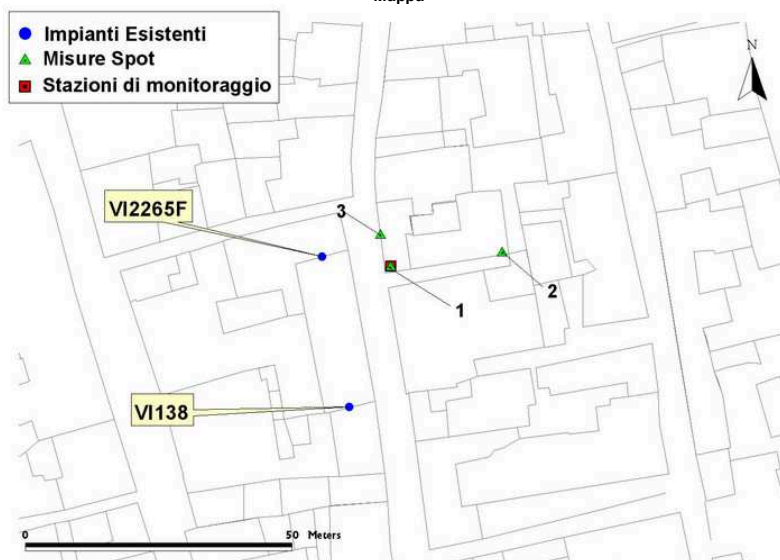 Mappa
Impianti Esistenti
Misure Spot
Stazioni di monitoraggio
N
VI2265F
3
1
2
VI138
0 50 Meters